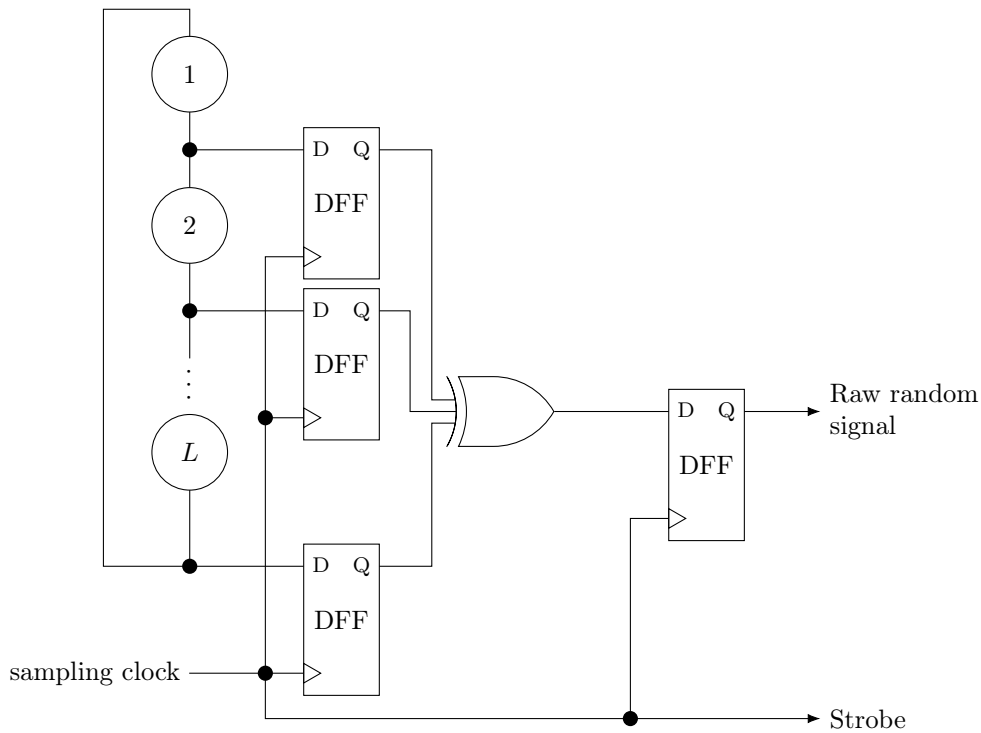 1
D Q
DFF
2
D Q
DFF
L
D Q
DFF
Raw random
signal
D Q
DFF
sampling clock
Strobe